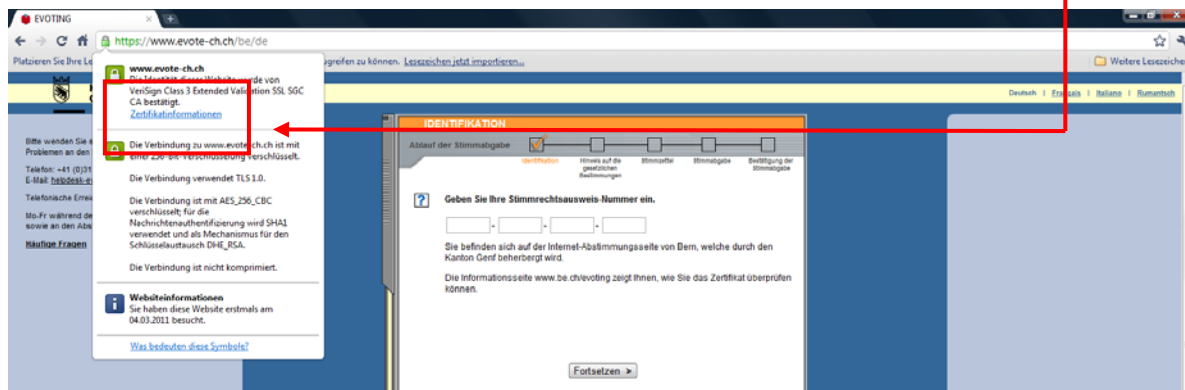 EVOTING
https://www.evote-ch.ch/be/de
Platzieren Sie Ihre Le
ugreifen zu können. Lesezeichen jetzt importieren...
Weitere Lesezeiche
Deutsch | Français | Italiano | Rumantsch
www.evote-ch.ch
Die Identität dieser Website wurde von
VeriSign Class 3 Extended Validation SSL SGC
CA bestätigt.
Zertifikatinformationen
Die Verbindung zu www.evote-ch.ch ist mit
einer 256-Bit-Verschlüsselung verschlüsselt.
Die Verbindung verwendet TLS 1.0.
Die Verbindung ist mit AES_256_CBC
verschlüsselt; für die
Nachrichtenauthentifizierung wird SHA1
verwendet und als Mechanismus für den
Schlüsselaustausch DHE_RSA.
Die Verbindung ist nicht komprimiert.
Websiteinformationen
Sie haben diese Website erstmals am
04.03.2011 besucht.
Was bedeuten diese Symbole?
Bitte wenden Sie s
Problemen an den
Telefon: +41 (0)31
E-Mail: helpdesk-e
Telefonische Errei
Mo-Fr während de
sowie an den Abs
Häufige Fragen
IDENTIFIKATION
Ablauf der Stimmabgabe
Identifikation
Hinweis auf die
gesetzlichen
Bestimmungen
Stimmzettel
Stimmabgabe
Bestätigung der
Stimmabgabe
Geben Sie Ihre Stimmrechtsausweis-Nummer ein.
- - -
Sie befinden sich auf der Internet-Abstimmungsseite von Bern, welche durch den
Kanton Genf beherbergt wird.
Die Informationsseite www.be.ch/evoting zeigt Ihnen, wie Sie das Zertifikat überprüfen
können.
Fortsetzen >